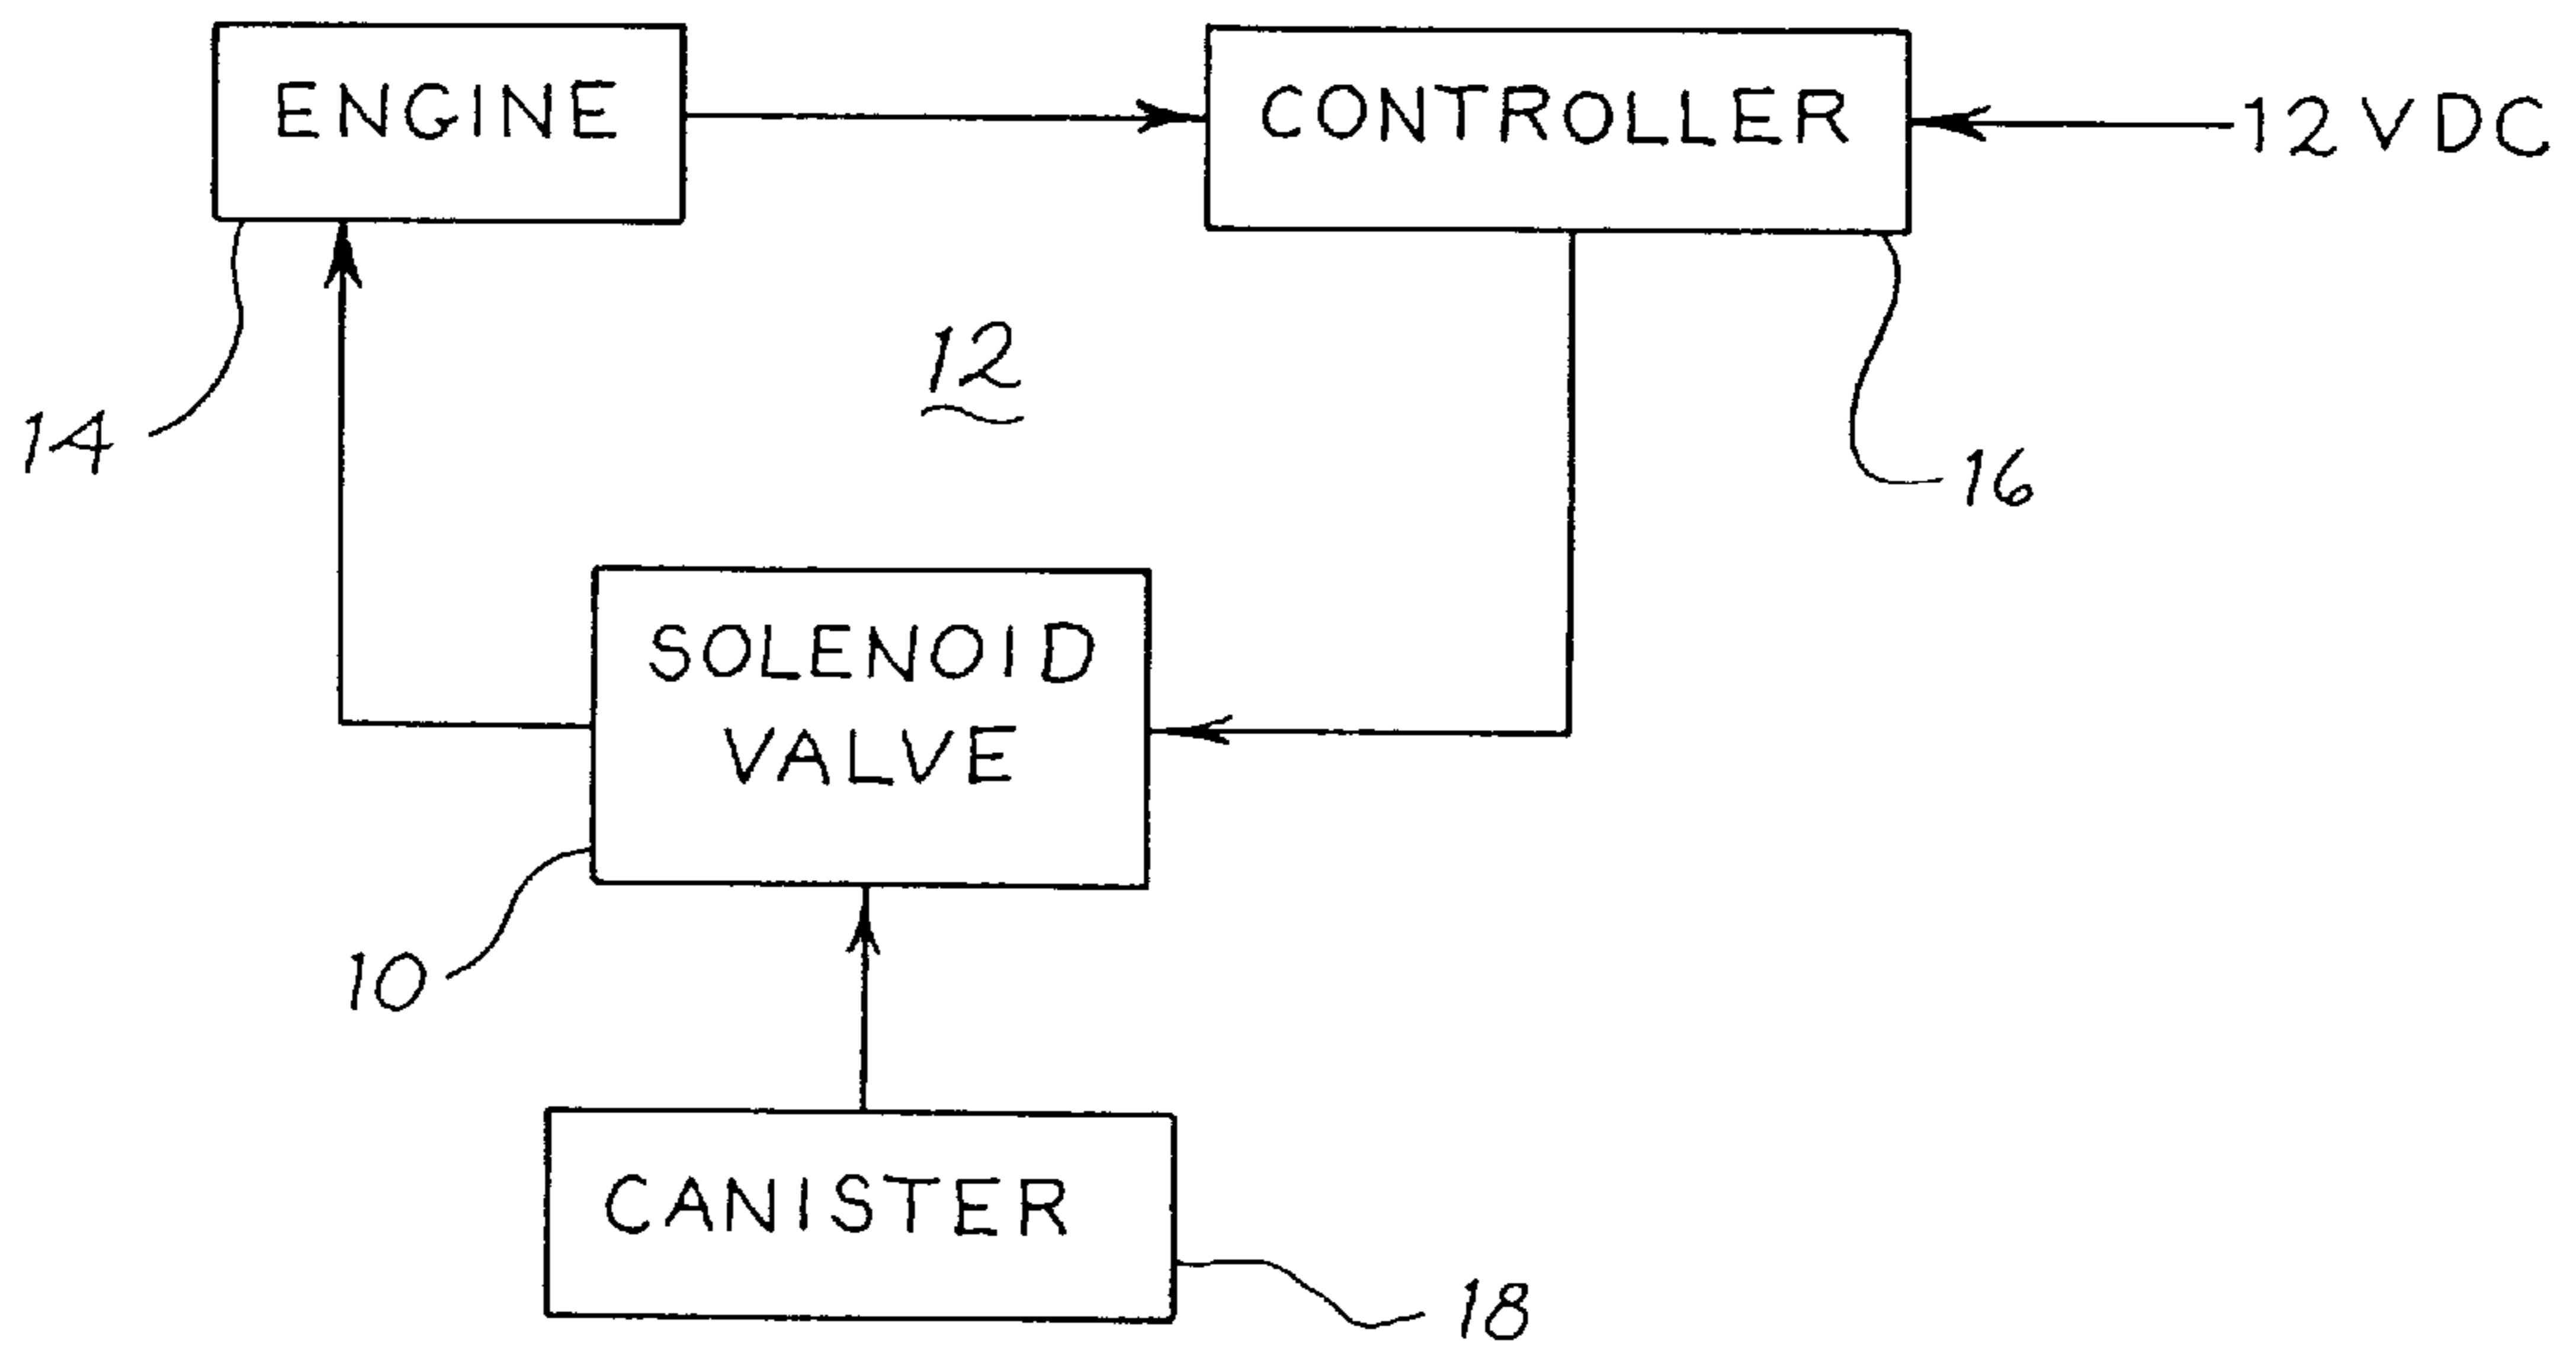 ENGINE
CONTROLLER
12VDC
12
14
16
SOLENOID
VALVE
10
CANISTER
18